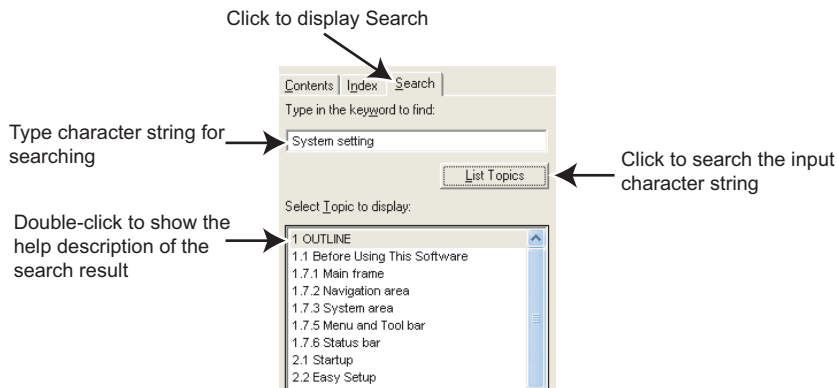 Click to display Search
Contents Index Search
Type in the keyword to find:
Type character string for
searching
System setting
List Topics
Click to search the input
character string
Select Topic to display:
Double-click to show the
help description of the
search result
1 OUTLINE
1.1 Before Using This Software
1.7.1 Main frame
1.7.2 Navigation area
1.7.3 System area
1.7.5 Menu and Tool bar
1.7.6 Status bar
2.1 Startup
2.2 Easy Setup